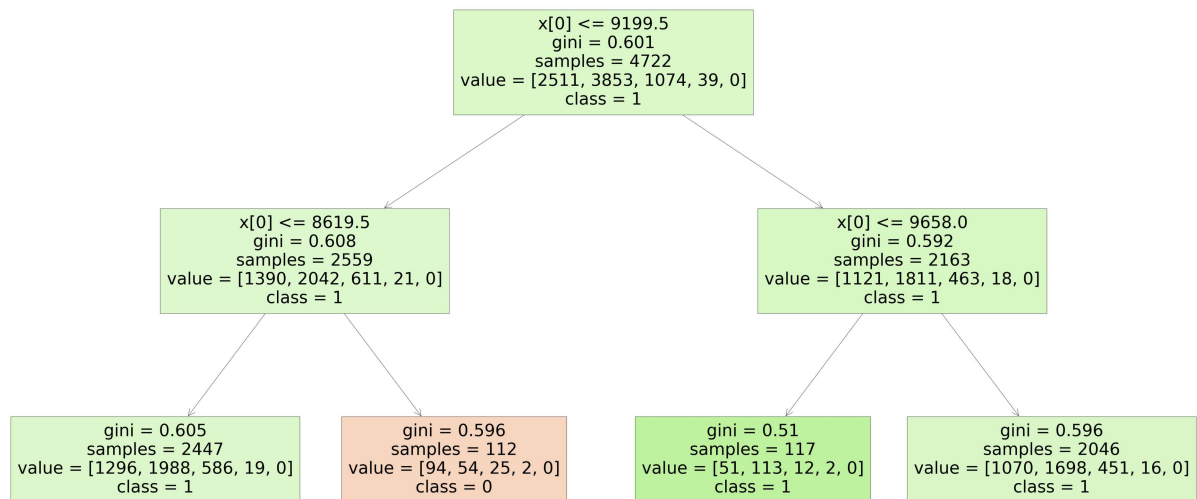 x[0] <= 9199.5
gini = 0.601
samples = 4722
value = [2511, 3853, 1074, 39, 0]
class = 1
x[0] <= 8619.5
gini = 0.608
samples = 2559
value = [1390, 2042, 611, 21, 0]
class = 1
x[0] <= 9658.0
gini = 0.592
samples = 2163
value = [1121, 1811, 463, 18, 0]
class = 1
gini = 0.605
samples = 2447
value = [1296, 1988, 586, 19, 0]
class = 1
gini = 0.596
samples = 112
value = [94, 54, 25, 2, 0]
class = 0
gini = 0.51
samples = 117
value = [51, 113, 12, 2, 0]
class = 1
gini = 0.596
samples = 2046
value = [1070, 1698, 451, 16, 0]
class = 1